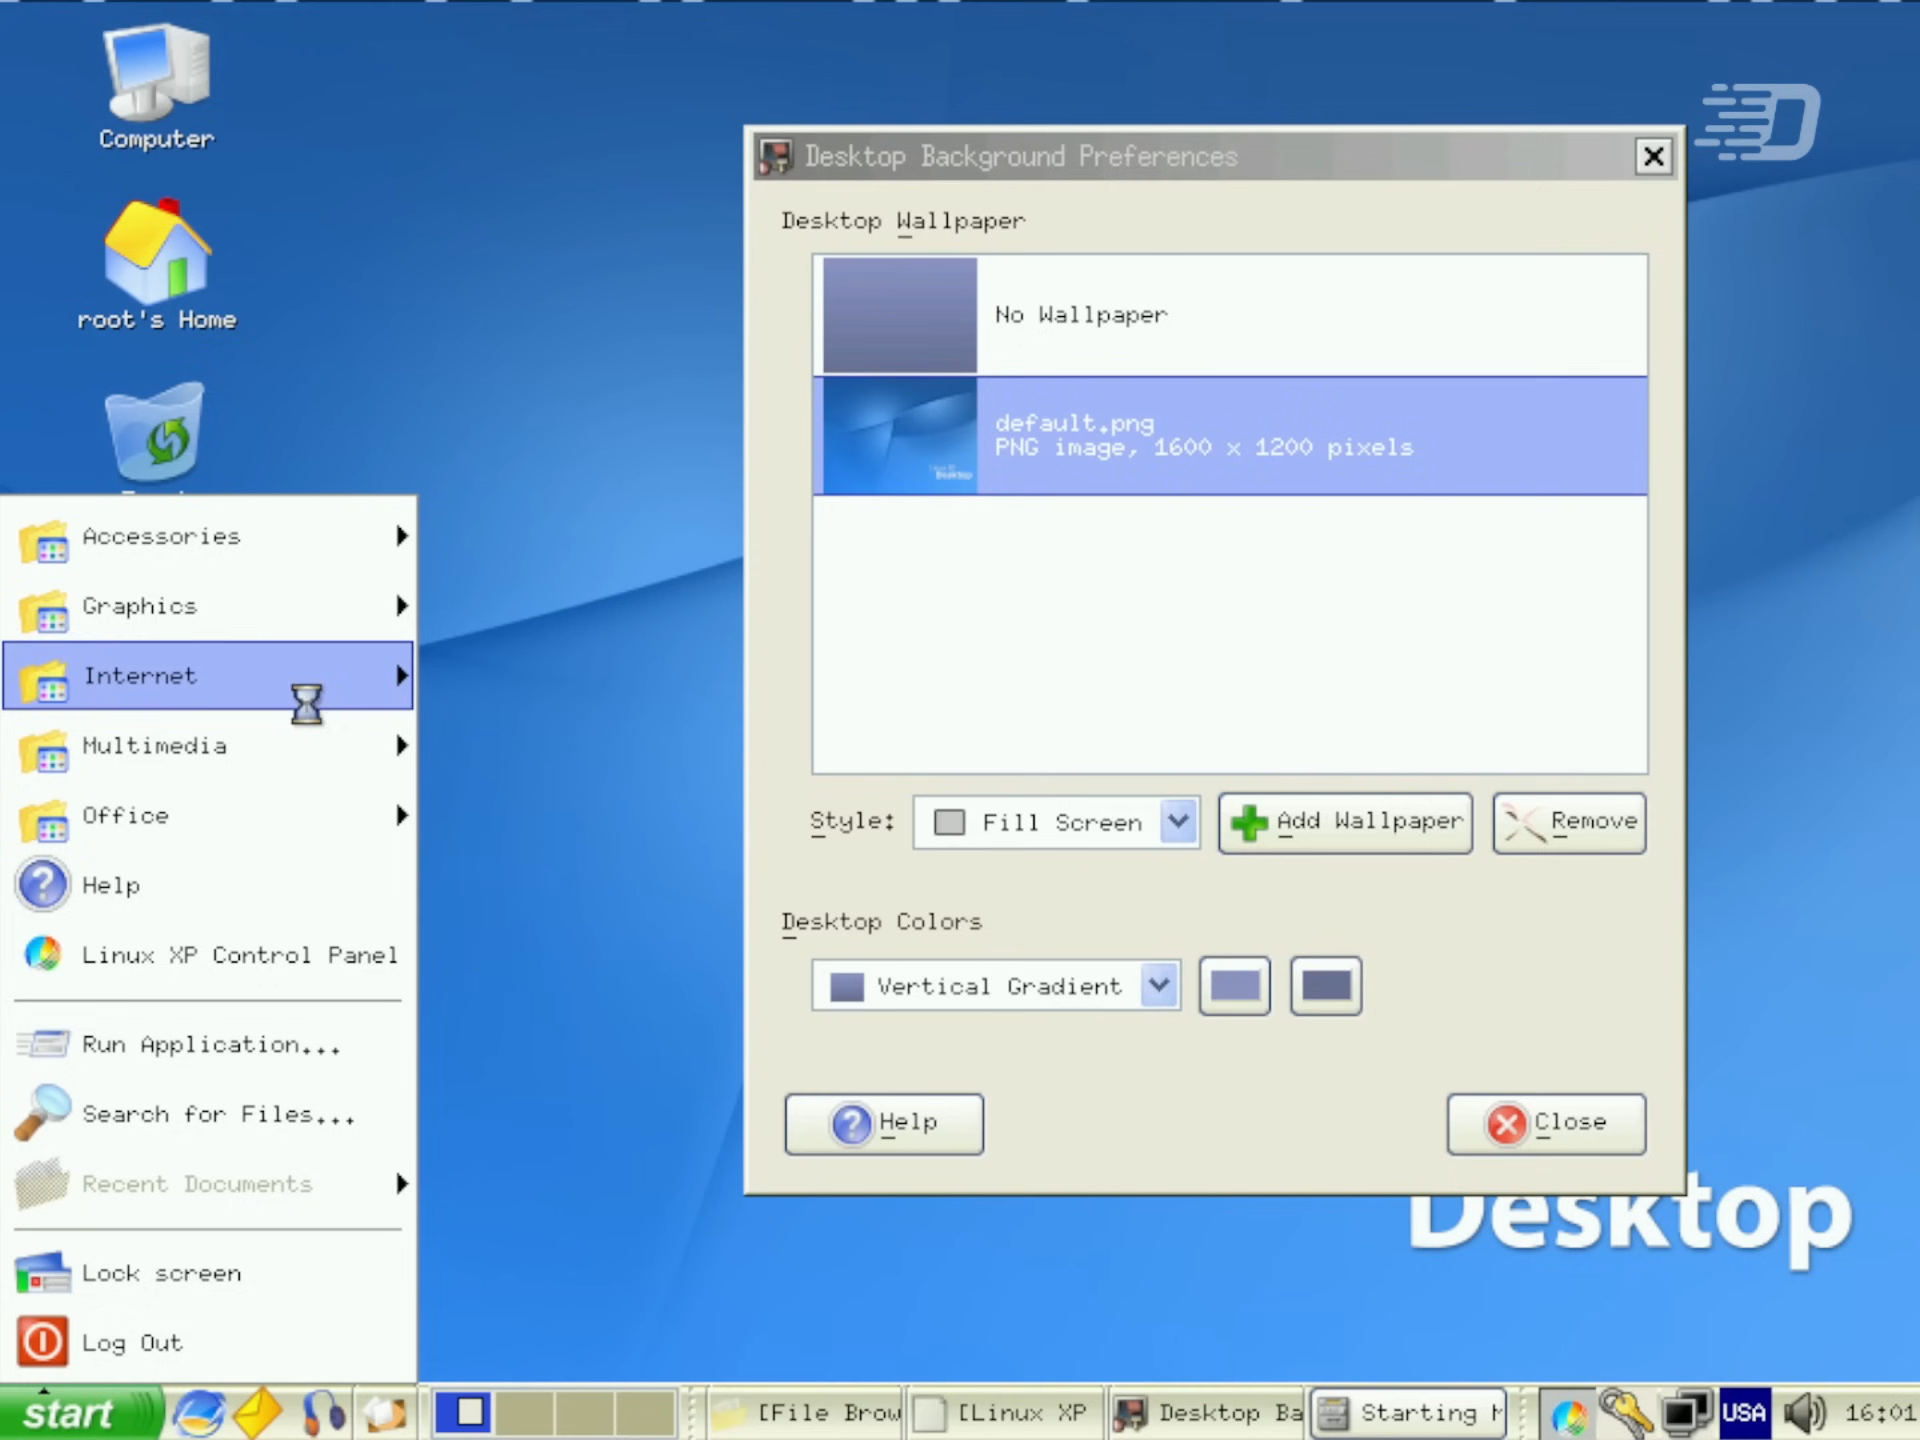 Computer
root's Home
Desktop Background Preferences
Desktop Wallpaper
No Wallpaper
default.png
PNG image, 1600 x 1200 pixels
Style:
Fill Screen
Add Wallpaper
Remove
Desktop Colors
Vertical Gradient
Help
Close
Accessories
Graphics
Internet
Multimedia
Office
Help
Linux XP Control Panel
Run Application...
Search for Files...
Recent Documents
Lock screen
Log Out
Desktop
start
[File Brow
[Linux XP
Desktop Ba
Starting
USA
16:01